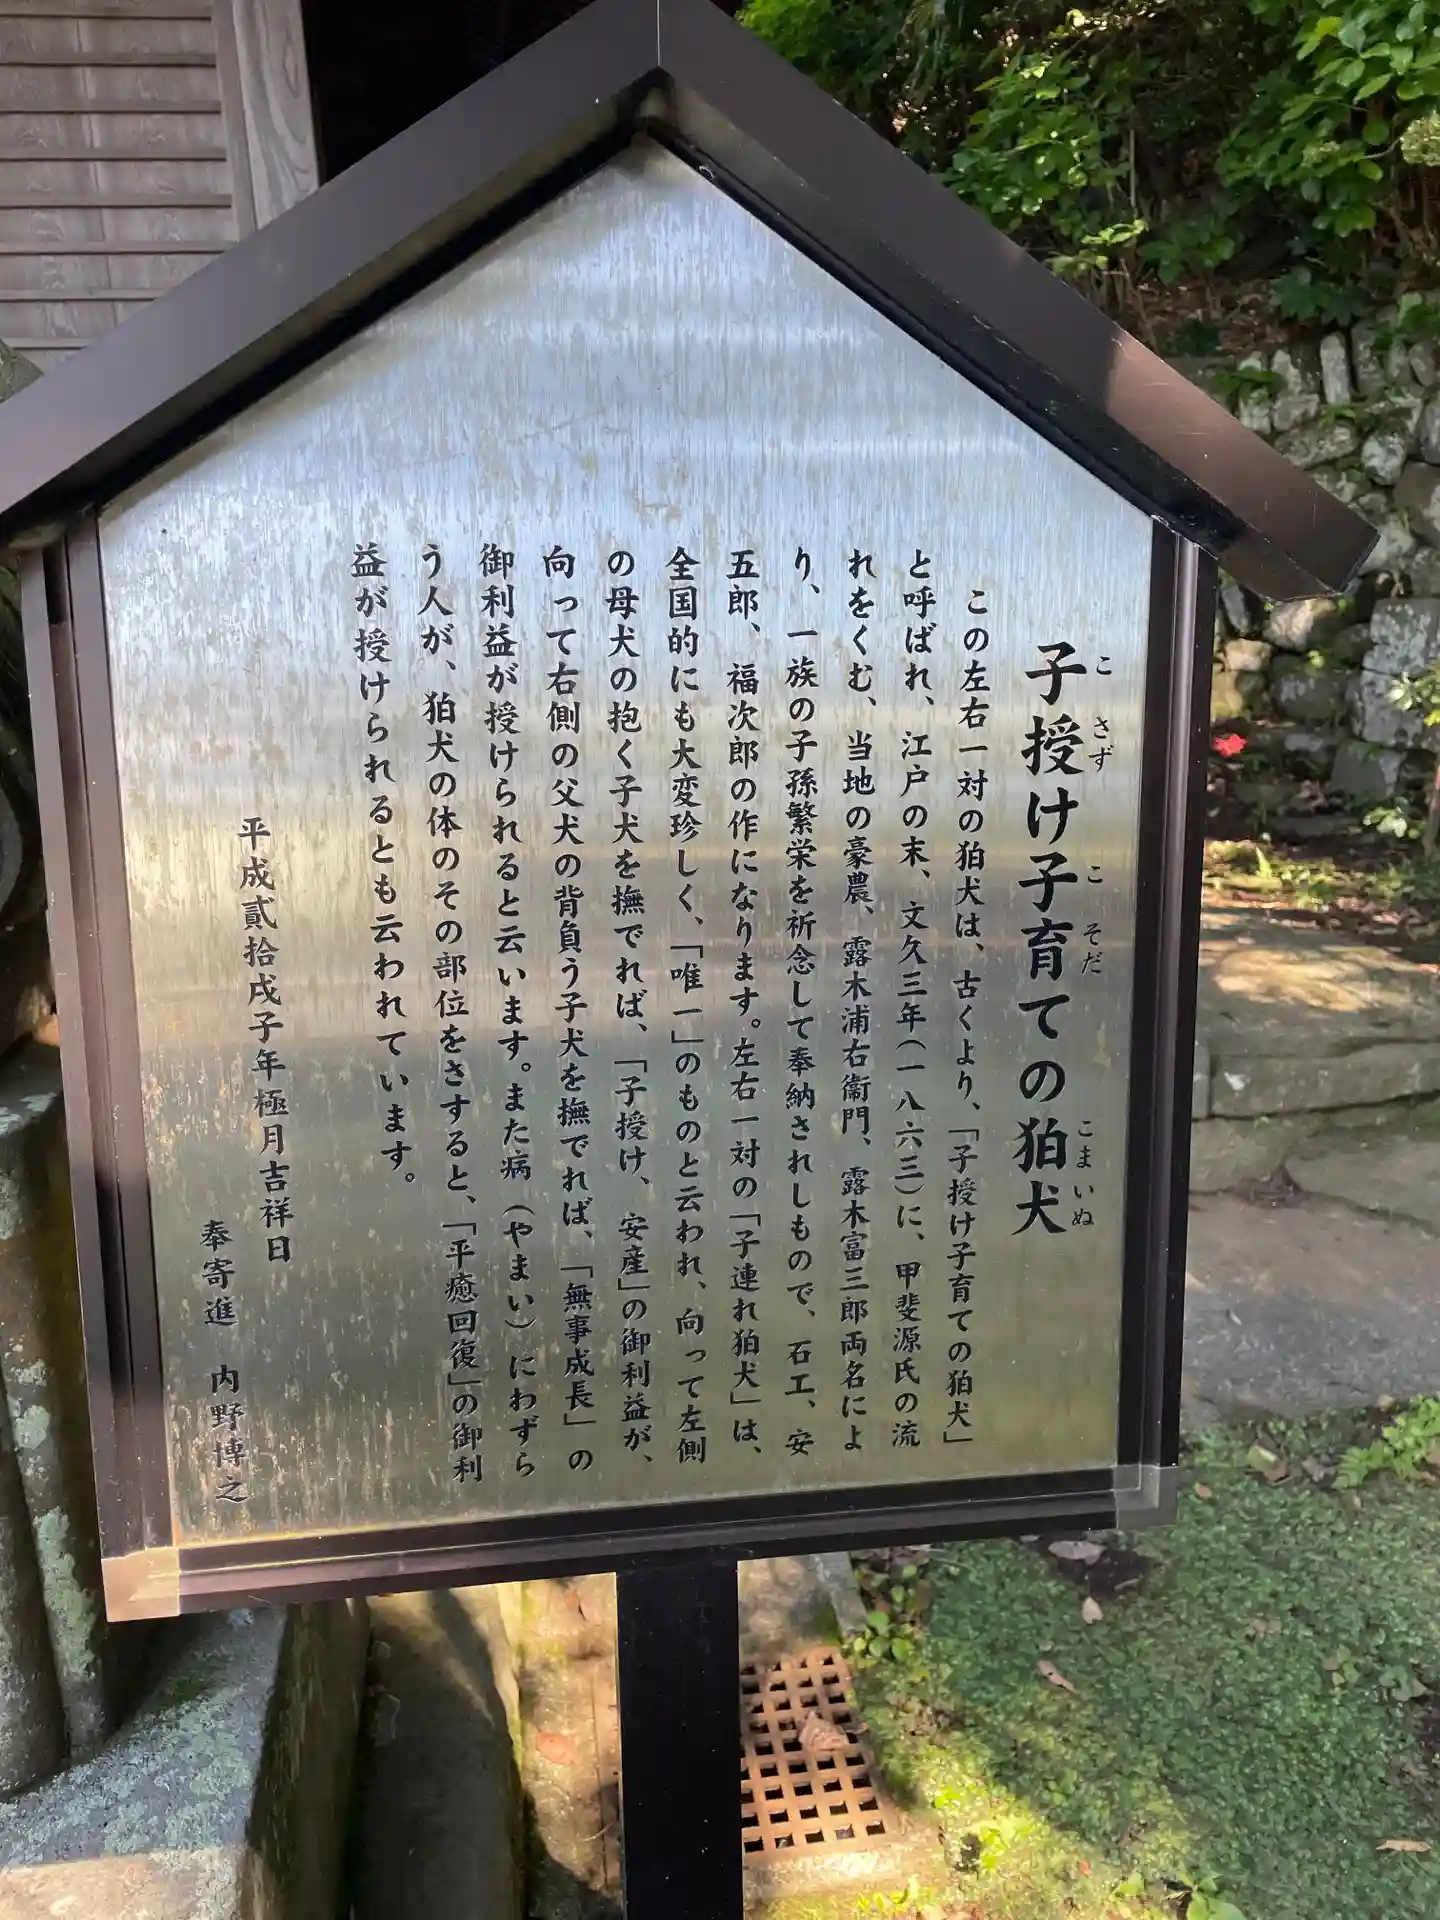 子授け子育ての狛犬
こ さず こ そだ こま いぬ
この左右一対の狛犬は、古くより、「子授け子育ての狛犬」
と呼ばれ、江戸の末、文久三年(一八六三)に、甲斐源氏の流
れをくむ、当地の豪農、露木浦右衞門、露木富三郎両名によ
り、一族の子孫繁栄を祈念して奉納されしもので、石工、安
五郎、福次郎の作になります。左右一対の「子連れ狛犬」は、
全国的にも大変珍しく、「唯一」のものと云われ、向って左側
の母犬の抱く子犬を撫でれば、「子授け、安産」の御利益が、
向って右側の父犬の背負う子犬を撫でれば、「無事成長」の
御利益が授けられると云います。また病(やまい)にわずら
う人が、狛犬の体のその部位をさすると、「平癒回復」の御利
益が授けられるとも云われています。
平成貳拾戌子年極月吉祥日
奉寄進 内野博之